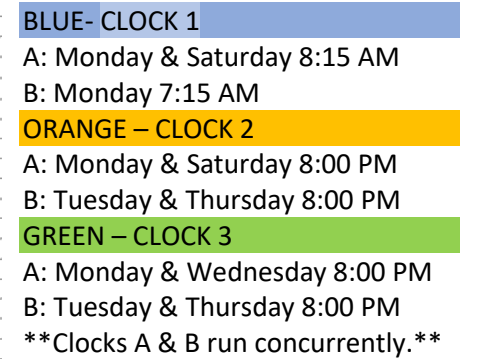 BLUE- CLOCK 1
A: Monday & Saturday 8:15 AM
B: Monday 7:15 AM
ORANGE – CLOCK 2
A: Monday & Saturday 8:00 PM
B: Tuesday & Thursday 8:00 PM
GREEN – CLOCK 3
A: Monday & Wednesday 8:00 PM
B: Tuesday & Thursday 8:00 PM
**Clocks A & B run concurrently.**